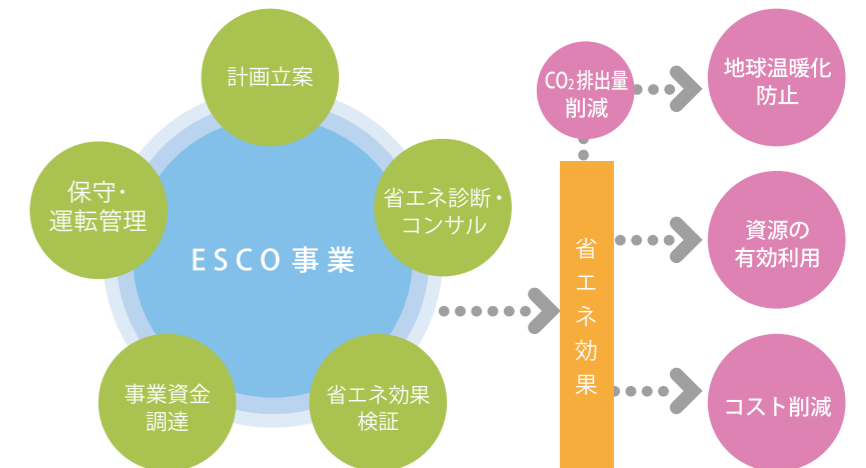 計画立案
省エネ診断・
コンサル
省エネ効果
検証
事業資金
調達
保守・
運転管理
ESCO事業
省エネ効果
CO₂排出量
削減
地球温暖化
防止
資源の
有効利用
コスト削減